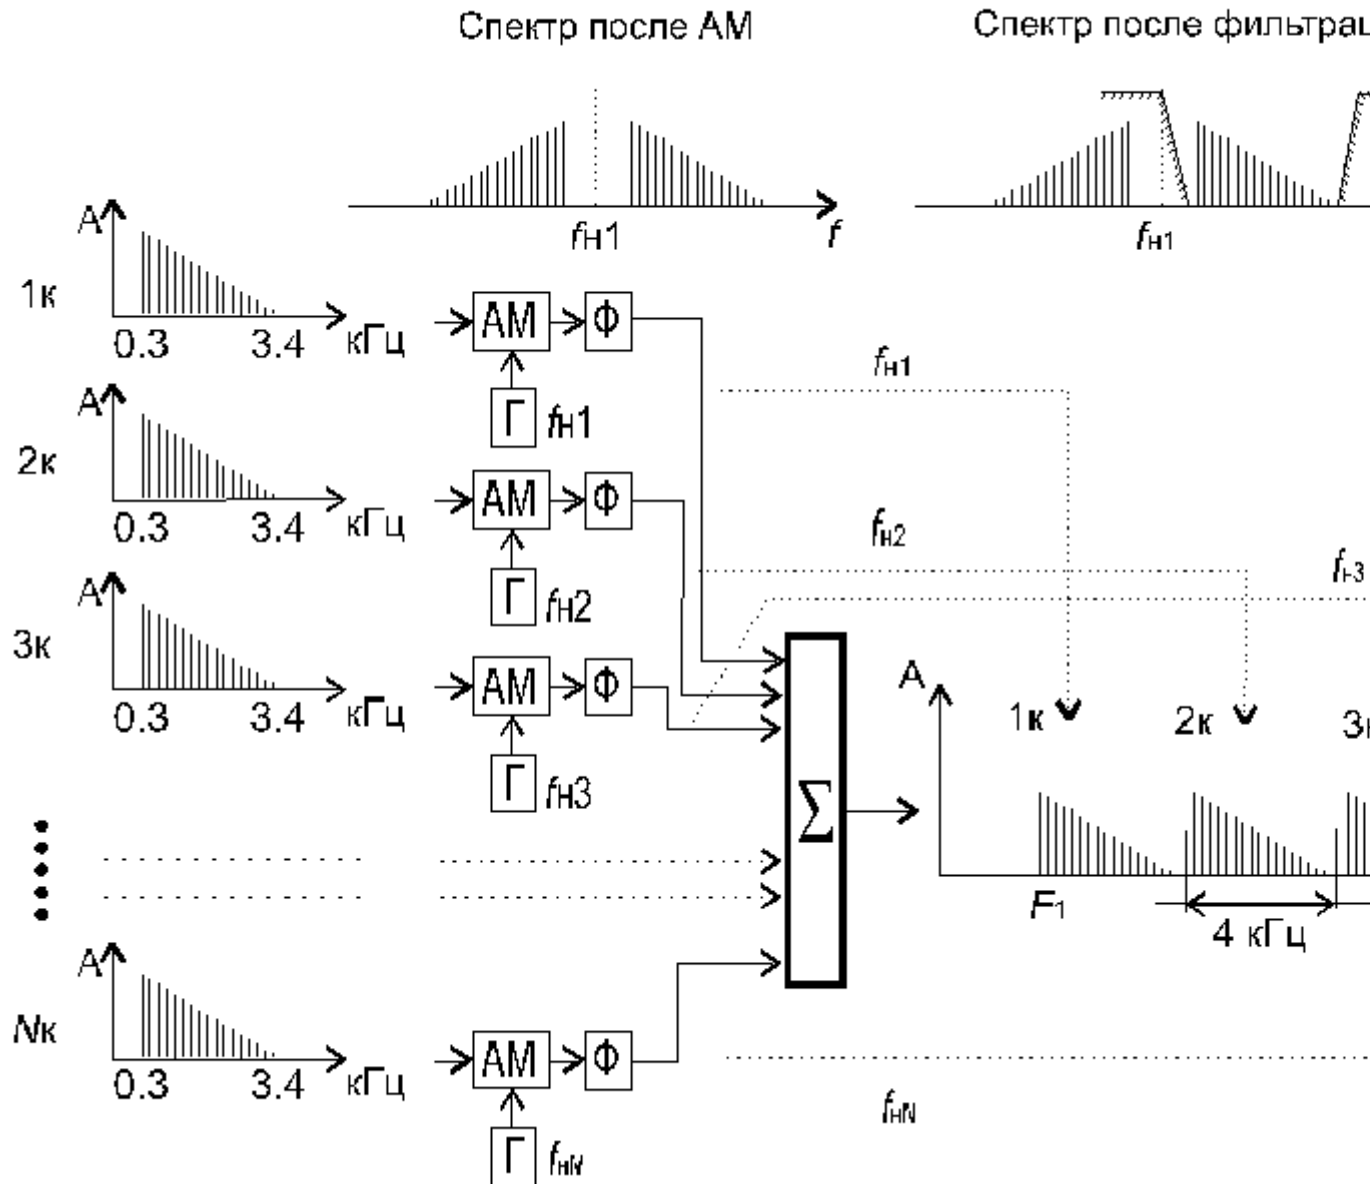 Спектр после АМ
Спектр после фильтрац
fн1
f
fн1
А
1к
0.3
3.4
кГц
АМ
Ф
Г
fн1
fн1
А
2к
0.3
3.4
кГц
АМ
Ф
Г
fн2
fн2
fн3
А
3к
0.3
3.4
кГц
АМ
Ф
Г
fн3
Σ
А
1к
2к
3к
F1
4 кГц
А
Nк
0.3
3.4
кГц
АМ
Ф
Г
fнN
fнN